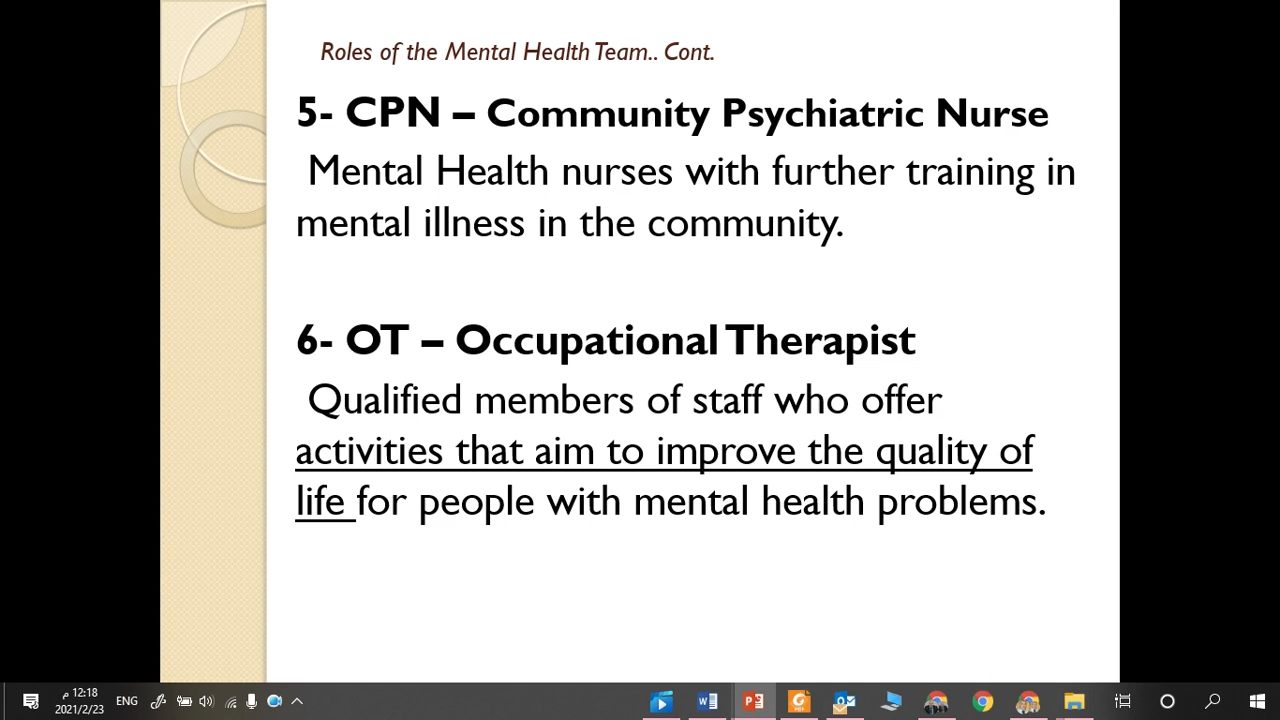 Roles of the Mental Health Team.. Cont.
5- CPN – Community Psychiatric Nurse
Mental Health nurses with further training in
mental illness in the community.
6- OT – Occupational Therapist
Qualified members of staff who offer
activities that aim to improve the quality of
life for people with mental health problems.
12:18 م
ENG
2021/2/23